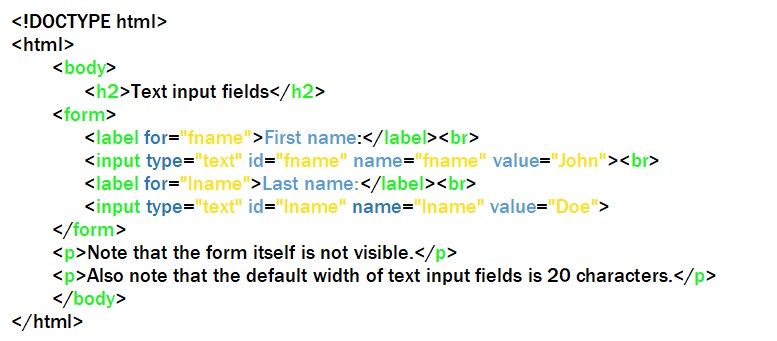 <!DOCTYPE html>
<html>
<body>
<h2>Text input fields</h2>
<form>
<label for="fname">First name:</label><br>
<input type="text" id="fname" name="fname" value="John"><br>
<label for="lname">Last name:</label><br>
<input type="text" id="lname" name="lname" value="Doe">
</form>
<p>Note that the form itself is not visible.</p>
<p>Also note that the default width of text input fields is 20 characters.</p>
</body>
</html>